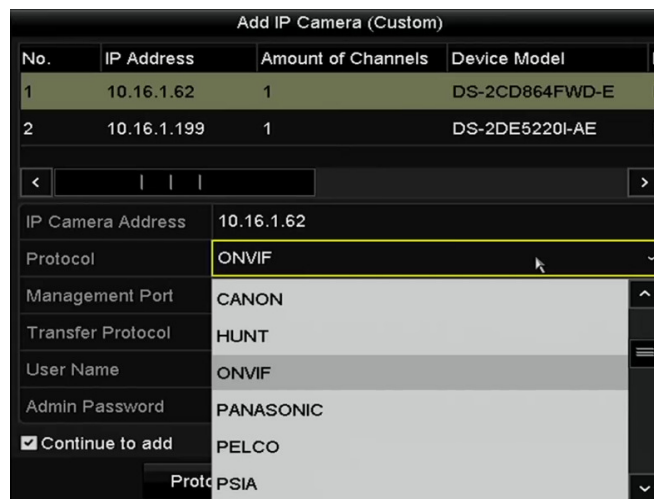 Add IP Camera (Custom)
No. IP Address Amount of Channels Device Model
1 10.16.1.62 1 DS-2CD864FWD-E
2 10.16.1.199 1 DS-2DE5220I-AE
IP Camera Address 10.16.1.62
Protocol ONVIF
Management Port CANON
Transfer Protocol HUNT
User Name ONVIF
Admin Password PANASONIC
Continue to add PELCO
PSIA